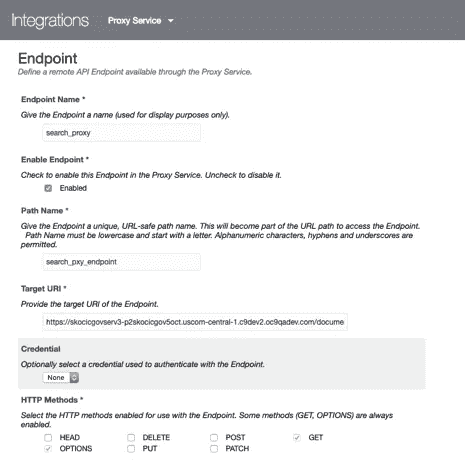 Integrations Proxy Service
Endpoint
Define a remote API Endpoint available through the Proxy Service.
Endpoint Name *
Give the Endpoint a name (used for display purposes only).
search_proxy
Enable Endpoint *
Check to enable this Endpoint in the Proxy Service. Uncheck to disable it.
Enabled
Path Name *
Give the Endpoint a unique, URL-safe path name. This will become part of the URL path to access the Endpoint.
Path Name must be lowercase and start with a letter. Alphanumeric characters, hyphens and underscores are
permitted.
search_pxy_endpoint
Target URI *
Provide the target URI of the Endpoint.
https://skocicgovserv3-p2skocicgov5oct.uscom-central-1.c9dev2.oc9qadev.com/docume
Credential
Optionally select a credential used to authenticate with the Endpoint.
None
HTTP Methods *
Select the HTTP methods enabled for use with the Endpoint. Some methods (GET, OPTIONS) are always
enabled.
HEAD DELETE POST GET
OPTIONS PUT PATCH